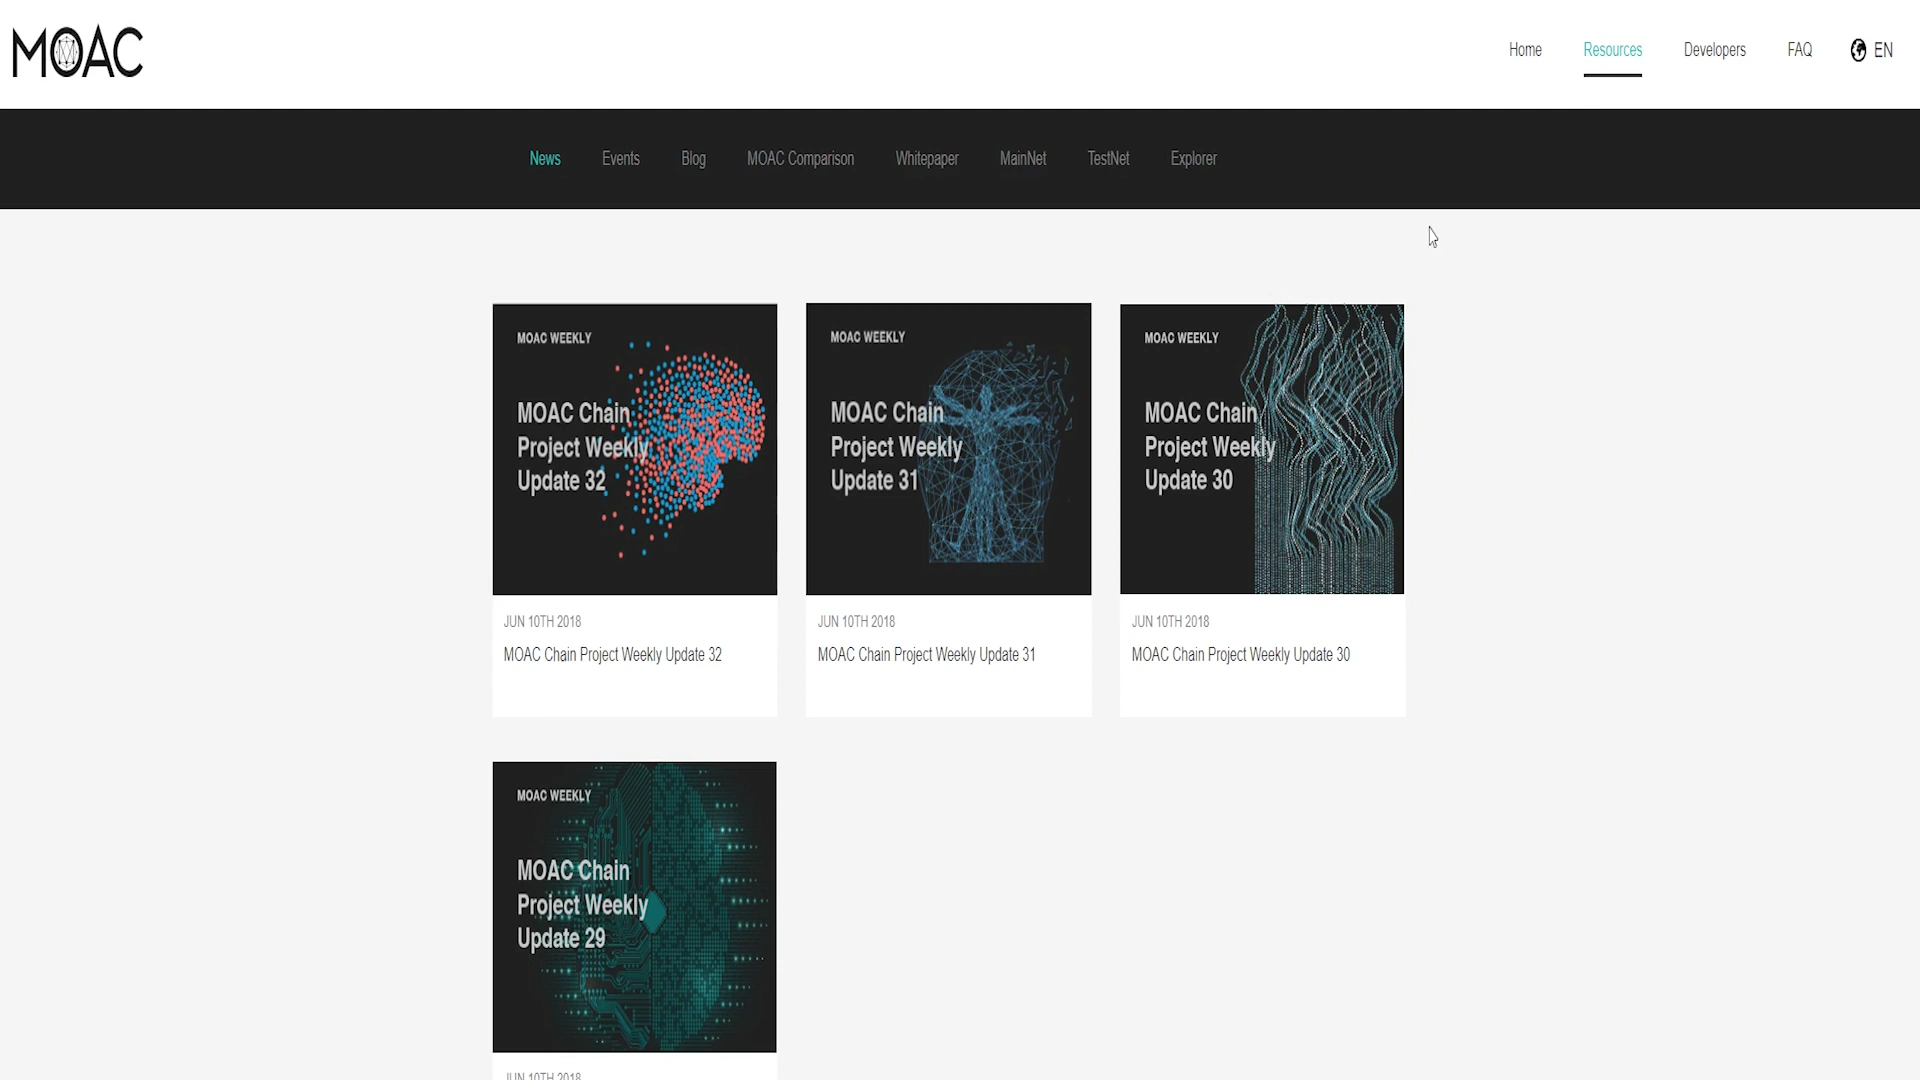 MOAC
Home Resources Developers FAQ EN
News Events Blog MOAC Comparison Whitepaper MainNet TestNet Explorer
MOAC WEEKLY
MOAC Chain
Project Weekly
Update 32
JUN 10TH 2018
MOAC Chain Project Weekly Update 32
MOAC WEEKLY
MOAC Chain
Project Weekly
Update 31
JUN 10TH 2018
MOAC Chain Project Weekly Update 31
MOAC WEEKLY
MOAC Chain
Project Weekly
Update 30
JUN 10TH 2018
MOAC Chain Project Weekly Update 30
MOAC WEEKLY
MOAC Chain
Project Weekly
Update 29
JUN 10TH 2018